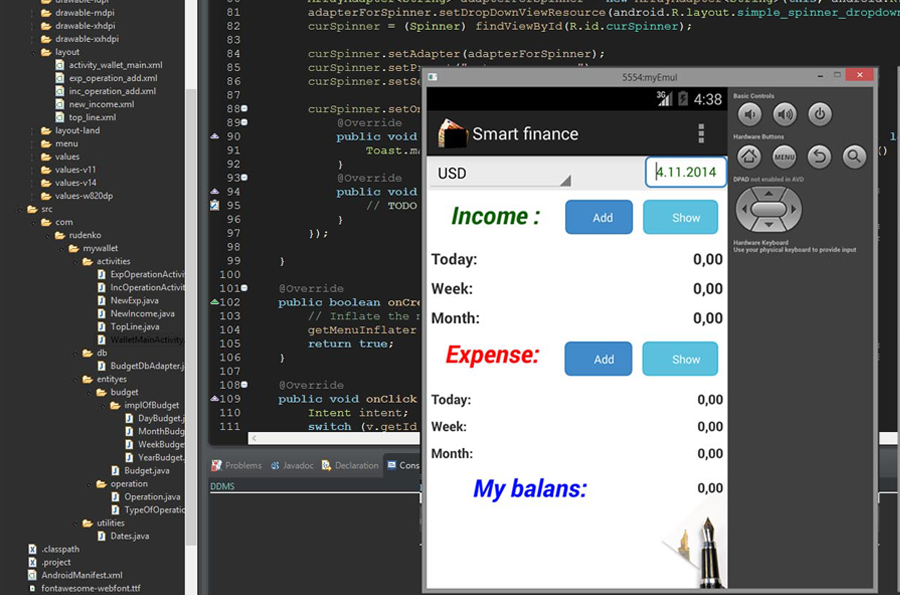 drawable-mdpi
drawable-xhdpi
drawable-xxhdpi
layout
activity_wallet_main.xml
exp_operation_add.xml
inc_operation_add.xml
new_income.xml
top_line.xml
layout-land
menu
values
values-v11
values-v14
values-w820dp
src
com
rudenko
mywallet
activities
ExpOperationActivi
IncOperationActivit
NewExp.java
NewIncome.java
TopLine.java
WalletMainActivity
db
BudgetDbAdapter.j
entityes
budget
implOfBudget
DayBudget.j
MonthBudg
WeekBudge
YearBudget.
Budget.java
operation
Operation.java
TypeOfOperatio
utilities
Dates.java
.classpath
.project
AndroidManifest.xml
fontawesome-webfont.ttf
81 adapterForSpinner.setDropDownViewResource(android.R.layout.simple_spinner_dropdown
82 curSpinner = (Spinner) findViewById(R.id.curSpinner);
83
84 curSpinner.setAdapter(adapterForSpinner);
85 curSpinner.setP
86 curSpinner.setSe
87
88 curSpinner.setOn
89 @Override
90 public void
91 Toast.ma
92 }
93 @Override
94 public void
95 // TODO
96 }
97 });
98
99 }
100
101 @Override
102 public boolean onCre
103 // Inflate the m
104 getMenuInflater
105 return true;
106 }
107
108 @Override
109 public void onClick
110 Intent intent;
111 switch (v.getId
Problems Javadoc Declaration Cons
DDMS
5554:myEmul
3G 4:38
Smart finance
USD 4.11.2014
Income : Add Show
Today: 0,00
Week: 0,00
Month: 0,00
Expense: Add Show
Today: 0,00
Week: 0,00
Month: 0,00
My balans: 0,00
Basic Controls
Hardware Buttons
MENU
DPAD not enabled in AVD
Hardware Keyboard
Use your physical keyboard to provide input